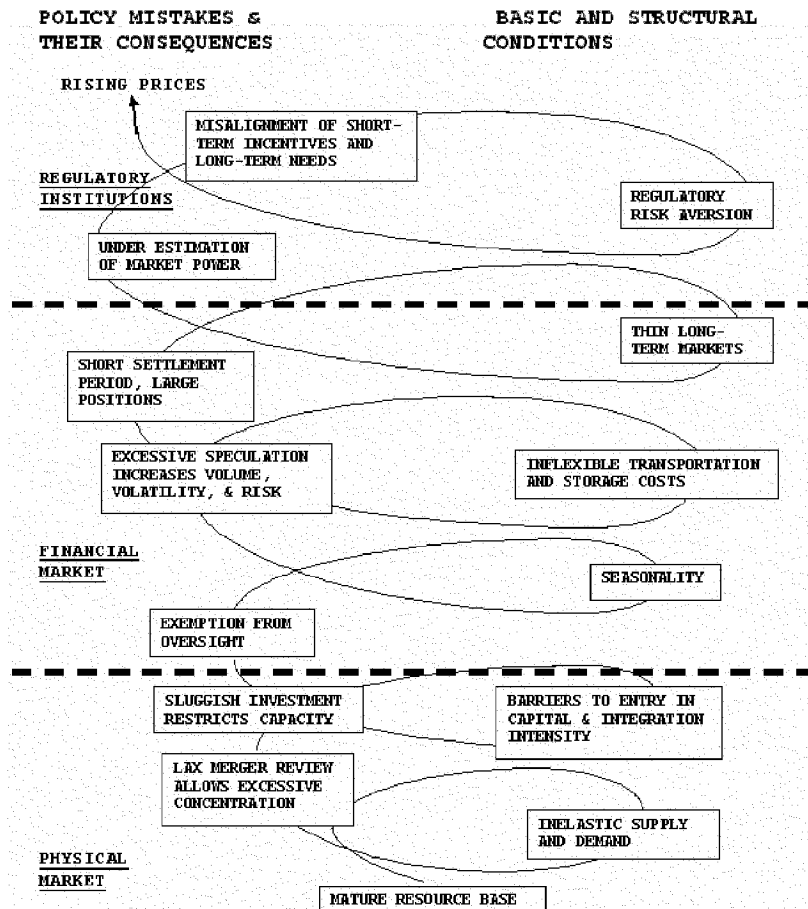 POLICY MISTAKES &
THEIR CONSEQUENCES
BASIC AND STRUCTURAL
CONDITIONS
RISING PRICES
MISALIGNMENT OF SHORT-
TERM INCENTIVES AND
LONG-TERM NEEDS
REGULATORY
INSTITUTIONS
REGULATORY
RISK AVERSION
UNDER ESTIMATION
OF MARKET POWER
THIN LONG-
TERM MARKETS
SHORT SETTLEMENT
PERIOD, LARGE
POSITIONS
EXCESSIVE SPECULATION
INCREASES VOLUME,
VOLATILITY, & RISK
INFLEXIBLE TRANSPORTATION
AND STORAGE COSTS
FINANCIAL
MARKET
SEASONALITY
EXEMPTION FROM
OVERSIGHT
SLUGGISH INVESTMENT
RESTRICTS CAPACITY
BARRIERS TO ENTRY IN
CAPITAL & INTEGRATION
INTENSITY
LAX MERGER REVIEW
ALLOWS EXCESSIVE
CONCENTRATION
INELASTIC SUPPLY
AND DEMAND
PHYSICAL
MARKET
MATURE RESOURCE BASE